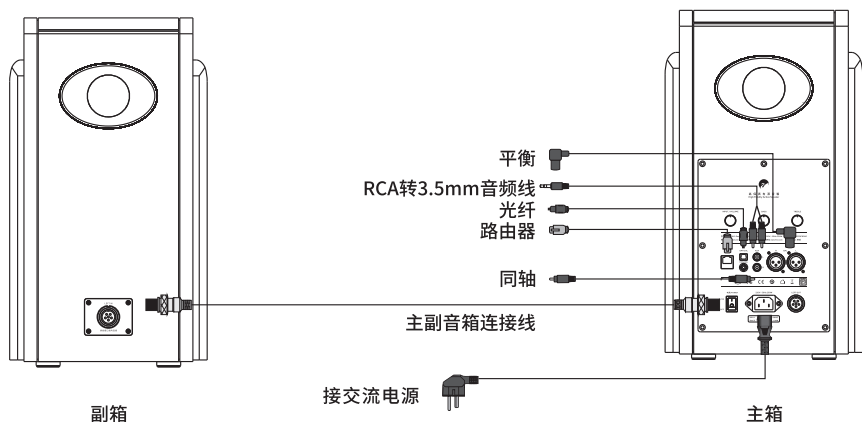 平衡
RCA转3.5mm音频线
光纤
路由器
同轴
主副音箱连接线
接交流电源
副箱
主箱